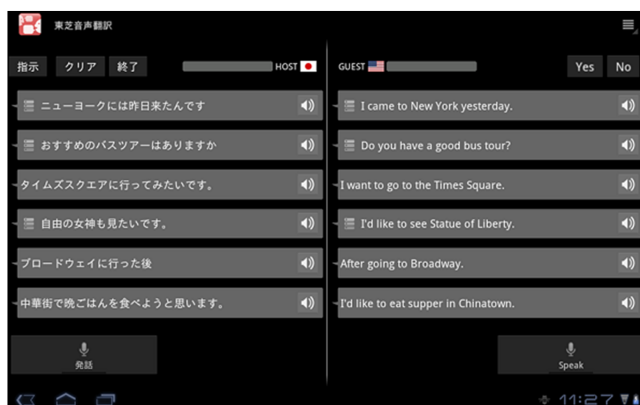 東芝音声翻訳
指示 クリア 終了 HOST
GUEST Yes No
ニューヨークには昨日来たんです
I came to New York yesterday.
おすすめのバスツアーはありますか
Do you have a good bus tour?
タイムズスクエアに行ってみたいです。
I want to go to the Times Square.
自由の女神も見たいです。
I'd like to see Statue of Liberty.
ブロードウェイに行った後
After going to Broadway.
中華街で晩ごはんを食べようと思います。
I'd like to eat supper in Chinatown.
発話
Speak
11:27